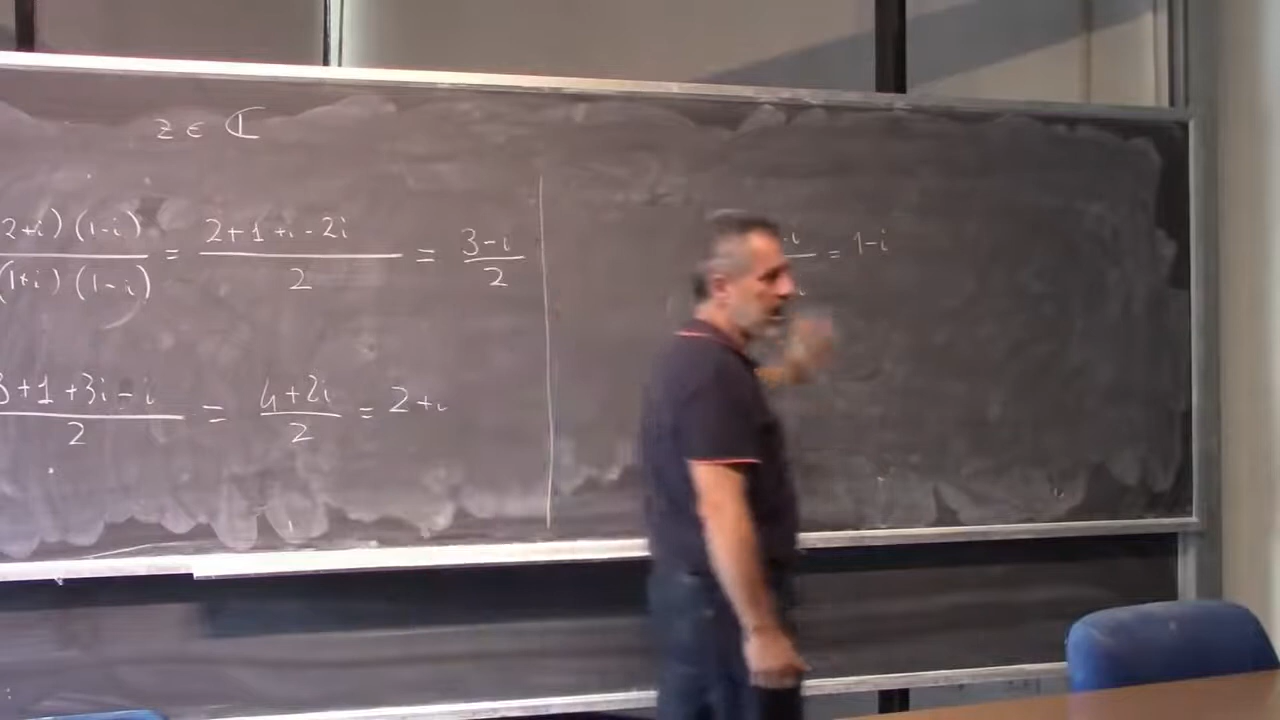 z ∈ ℂ
2+i) (1-i) / (1+i) (1-i) = 2+1+i-2i / 2 = 3-i / 2
3+1+3i-i / 2 = 4+2i / 2 = 2+i
-i = 1-i